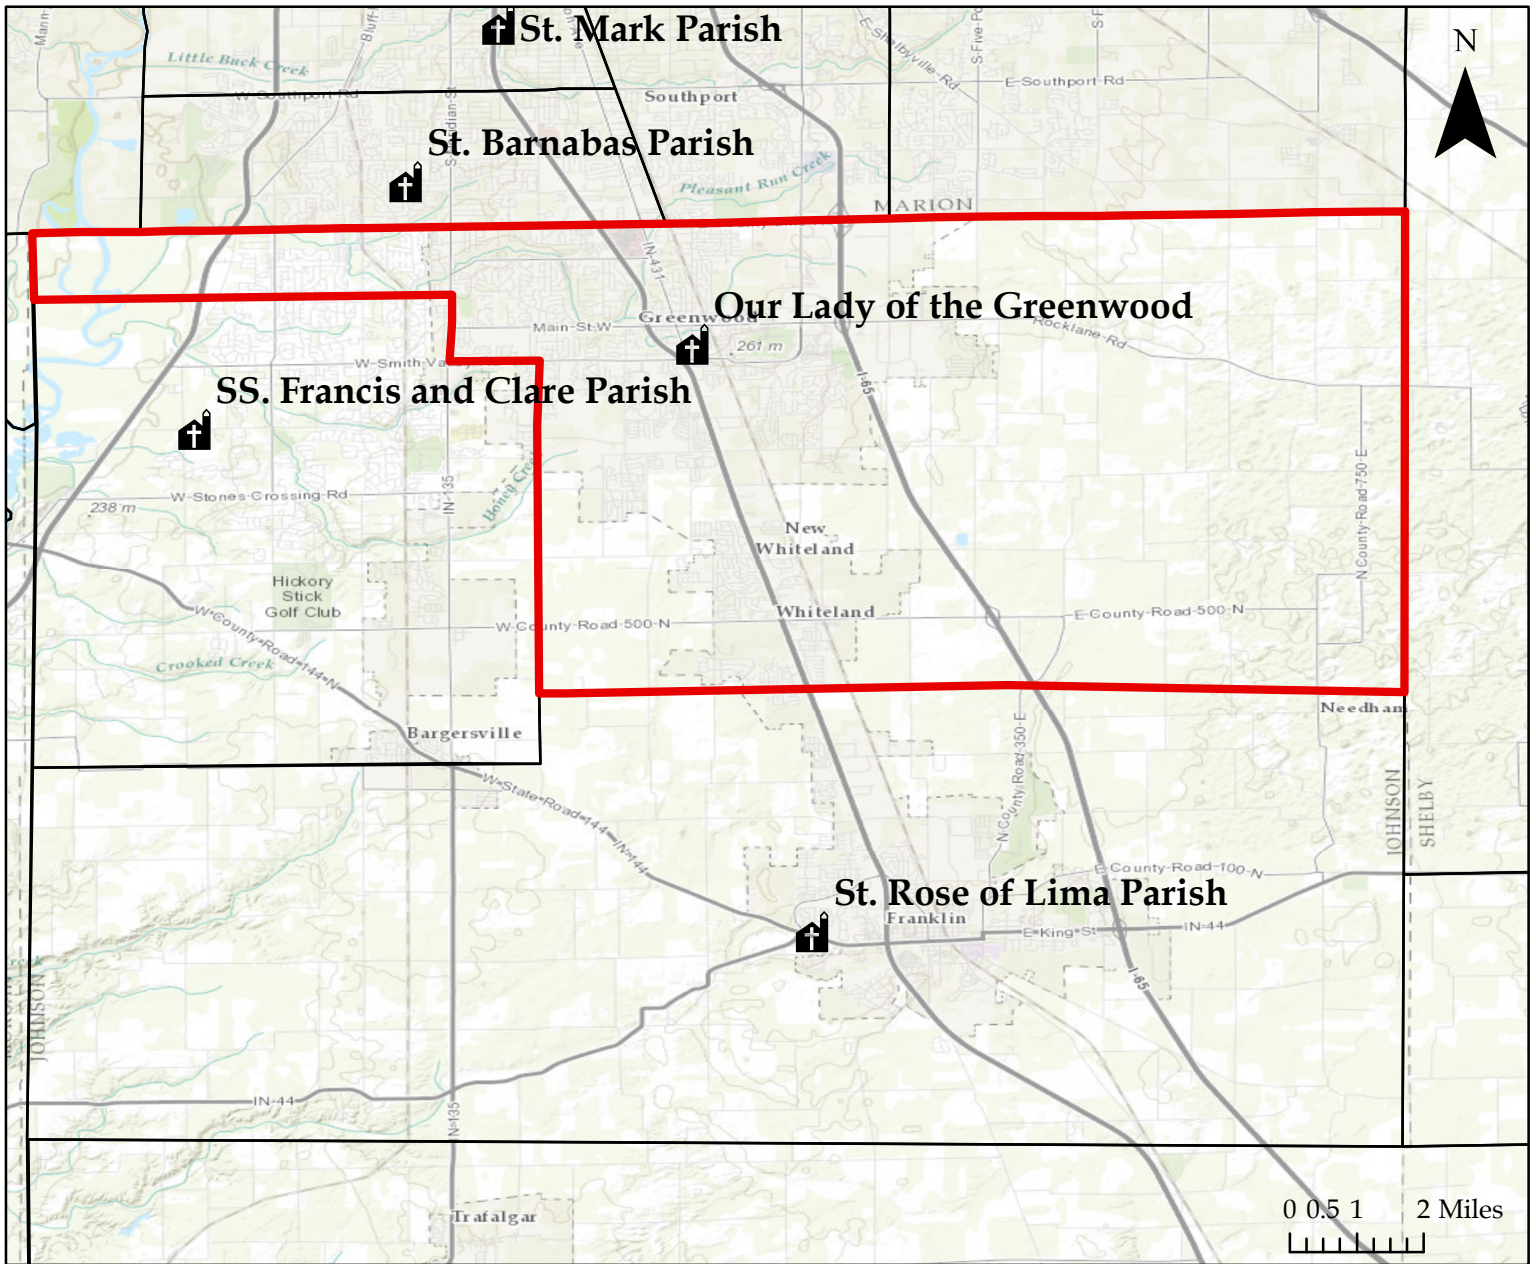 St. Mark Parish
N
Little Buck Creek
W Southport Rd
Southport
E Shelbyville Rd
E Southport Rd
St. Barnabas Parish
Pleasant Run Creek
MARION
IN-431
Our Lady of the Greenwood
Greenwood
Main St W
261 m
Rocklane Rd
W Smith Va
I-65
SS. Francis and Clare Parish
W Stones Crossing Rd
238 m
IN-135
Honey Creek
N County Road 750 E
New
Whiteland
Hickory
Stick
Golf Club
Whiteland
W County Road 500 N
E County Road 500 N
W County Road 144 N
Crooked Creek
Bargersville
Needham
N County Road 350 E
JOHNSON
SHELBY
W State Road 144
IN-144
E County Road 100 N
St. Rose of Lima Parish
Franklin
E King St
IN-44
I-65
JOHNSON
IN-44
N-135
Trafalgar
0 0.5 1 2 Miles